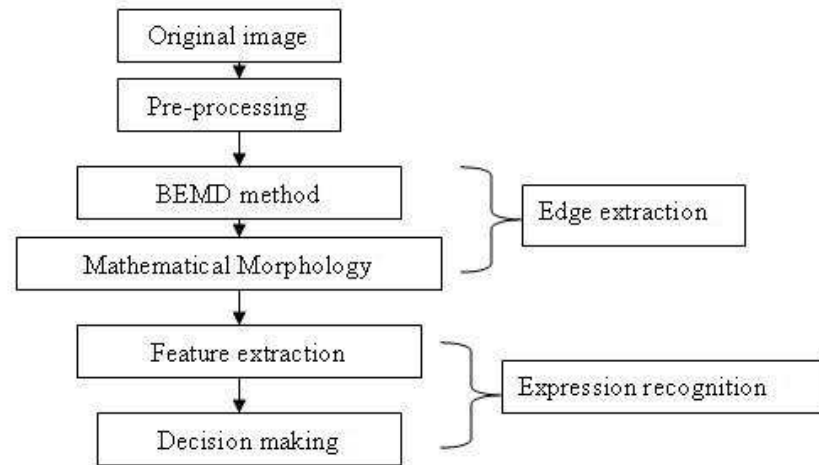 Original image
Pre-processing
BEMD method
Edge extraction
Mathematical Morphology
Feature extraction
Expression recognition
Decision making